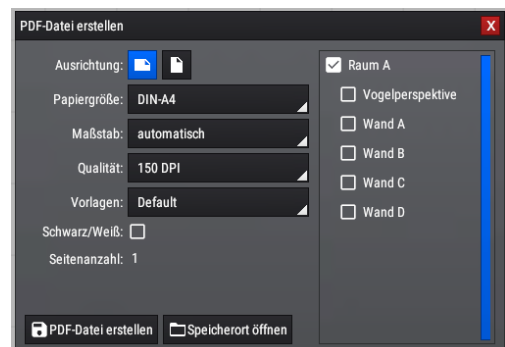 PDF-Datei erstellen X
Ausrichtung:
Papiergröße: DIN-A4
Maßstab: automatisch
Qualität: 150 DPI
Vorlagen: Default
Schwarz/Weiß:
Seitenanzahl: 1
PDF-Datei erstellen Speicherort öffnen
Raum A
Vogelperspektive
Wand A
Wand B
Wand C
Wand D